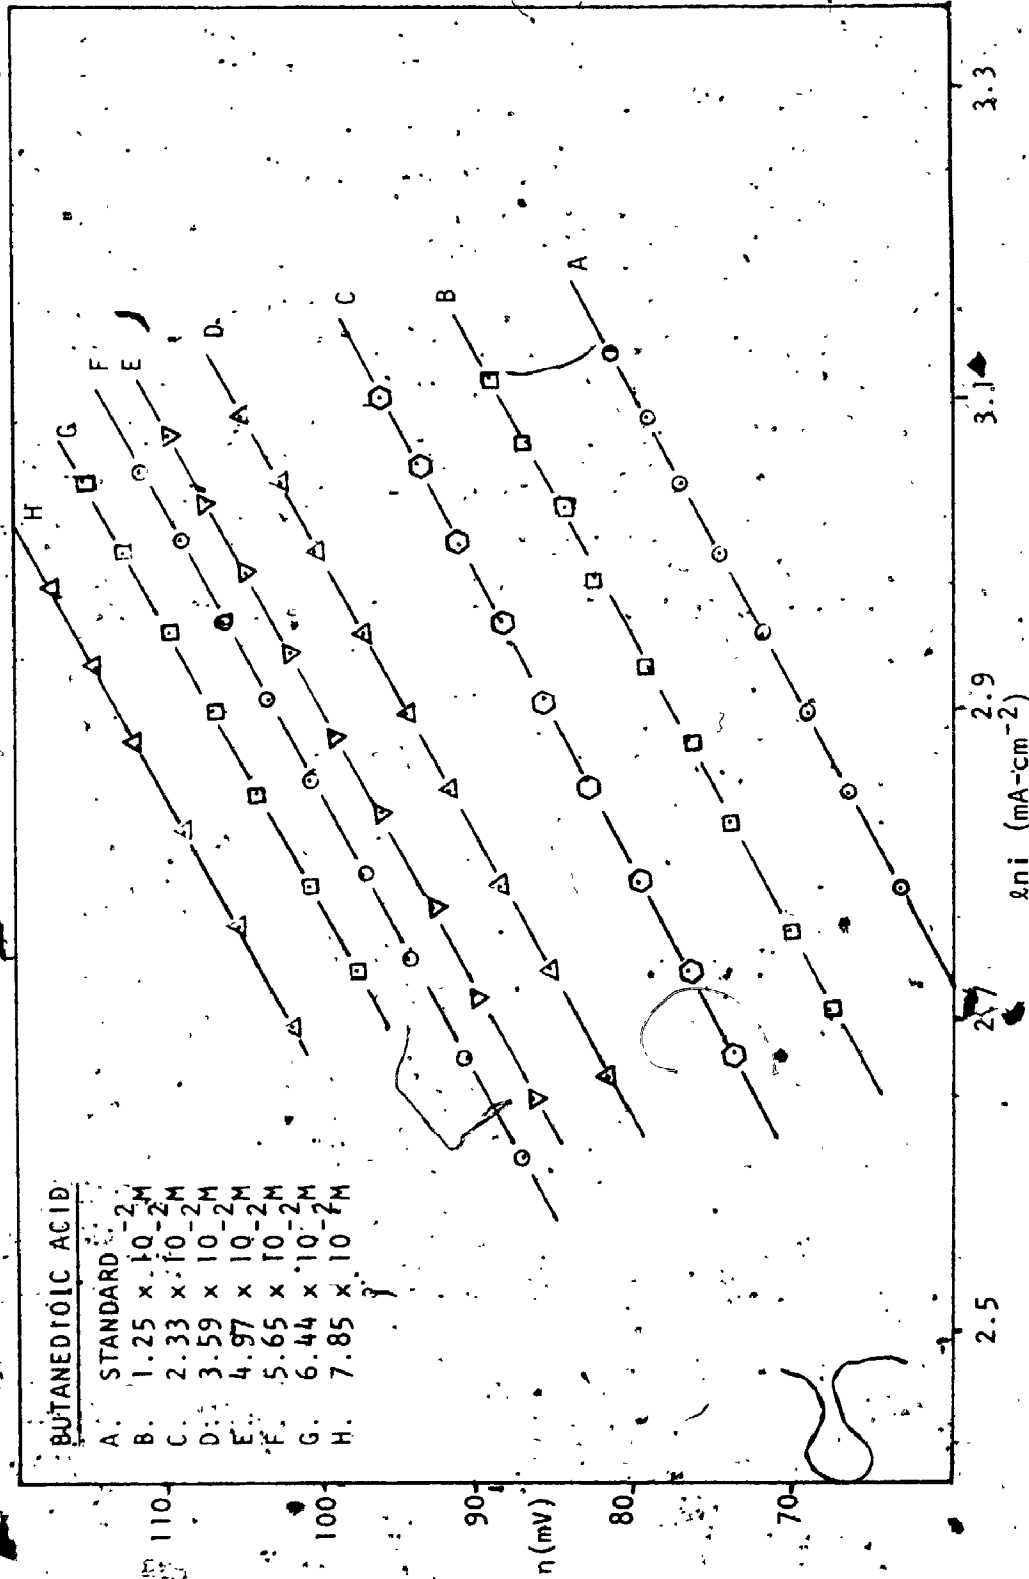 BUTANEDIOIC ACID
A. STANDARD
B. 1.25 x 10-2M
C. 2.33 x 10-2M
D. 3.59 x 10-2M
E. 4.97 x 10-2M
F. 5.65 x 10-2M
G. 6.44 x 10-2M
H. 7.85 x 10-2M
H
G
F
E
D
C
B
A
110
100
90
80
70
η(mV)
2.5
2.7
2.9
3.1
3.3
ℓni (mA-cm-2)